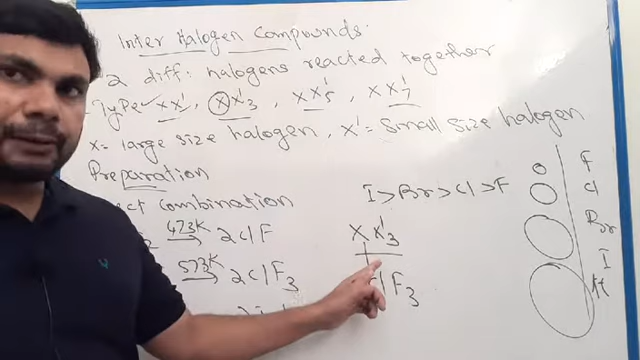 Inter Halogen Compounds.
2 diff: halogens reacted together
TyPe XX', XX'3, XX'5, XX'7
X= large size halogen, X'= Small Size halogen
Preparation
ect Combination
I>Br>Cl>F
473K 2ClF
XX'3
573K 2ClF3
ClF3
F
Cl
Br
I
At